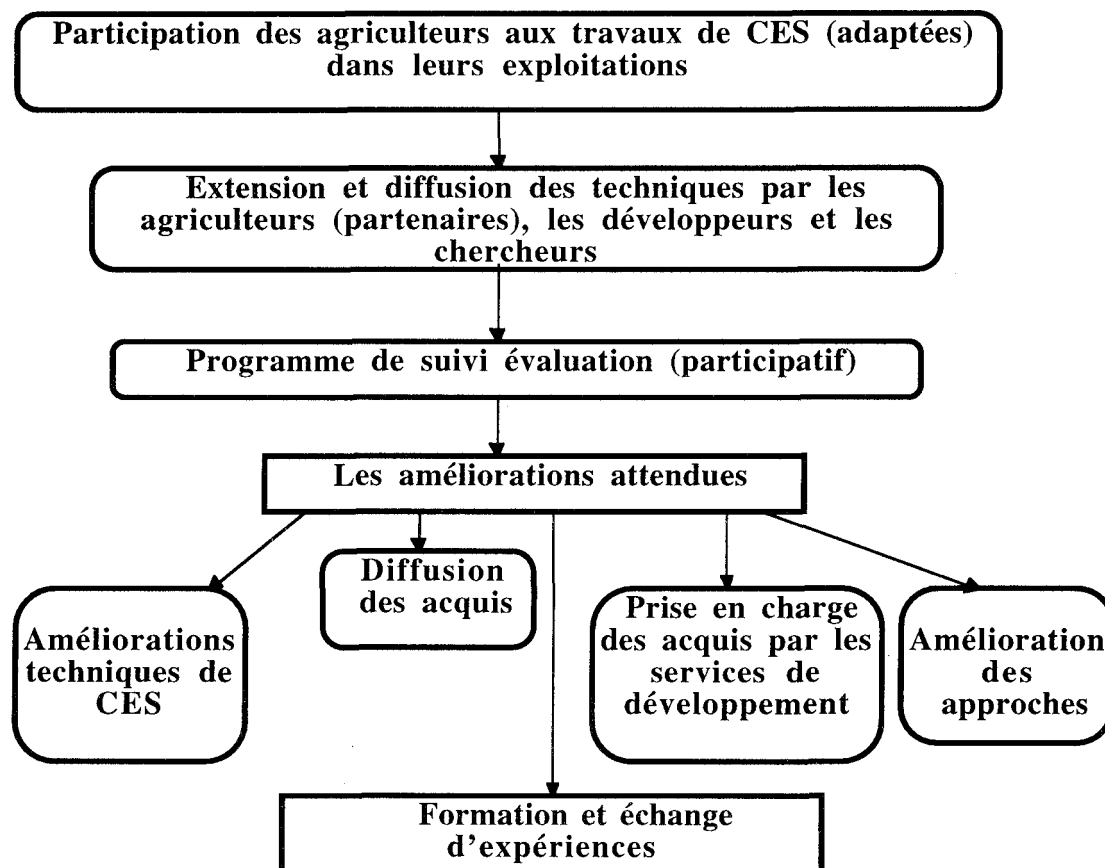 Participation des agriculteurs aux travaux de CES (adaptées)
dans leurs exploitations
Extension et diffusion des techniques par les
agriculteurs (partenaires), les développeurs et les
chercheurs
Programme de suivi évaluation (participatif)
Les améliorations attendues
Améliorations
techniques de
CES
Diffusion
des acquis
Prise en charge
des acquis par les
services de
développement
Amélioration
des
approches
Formation et échange
d'expériences